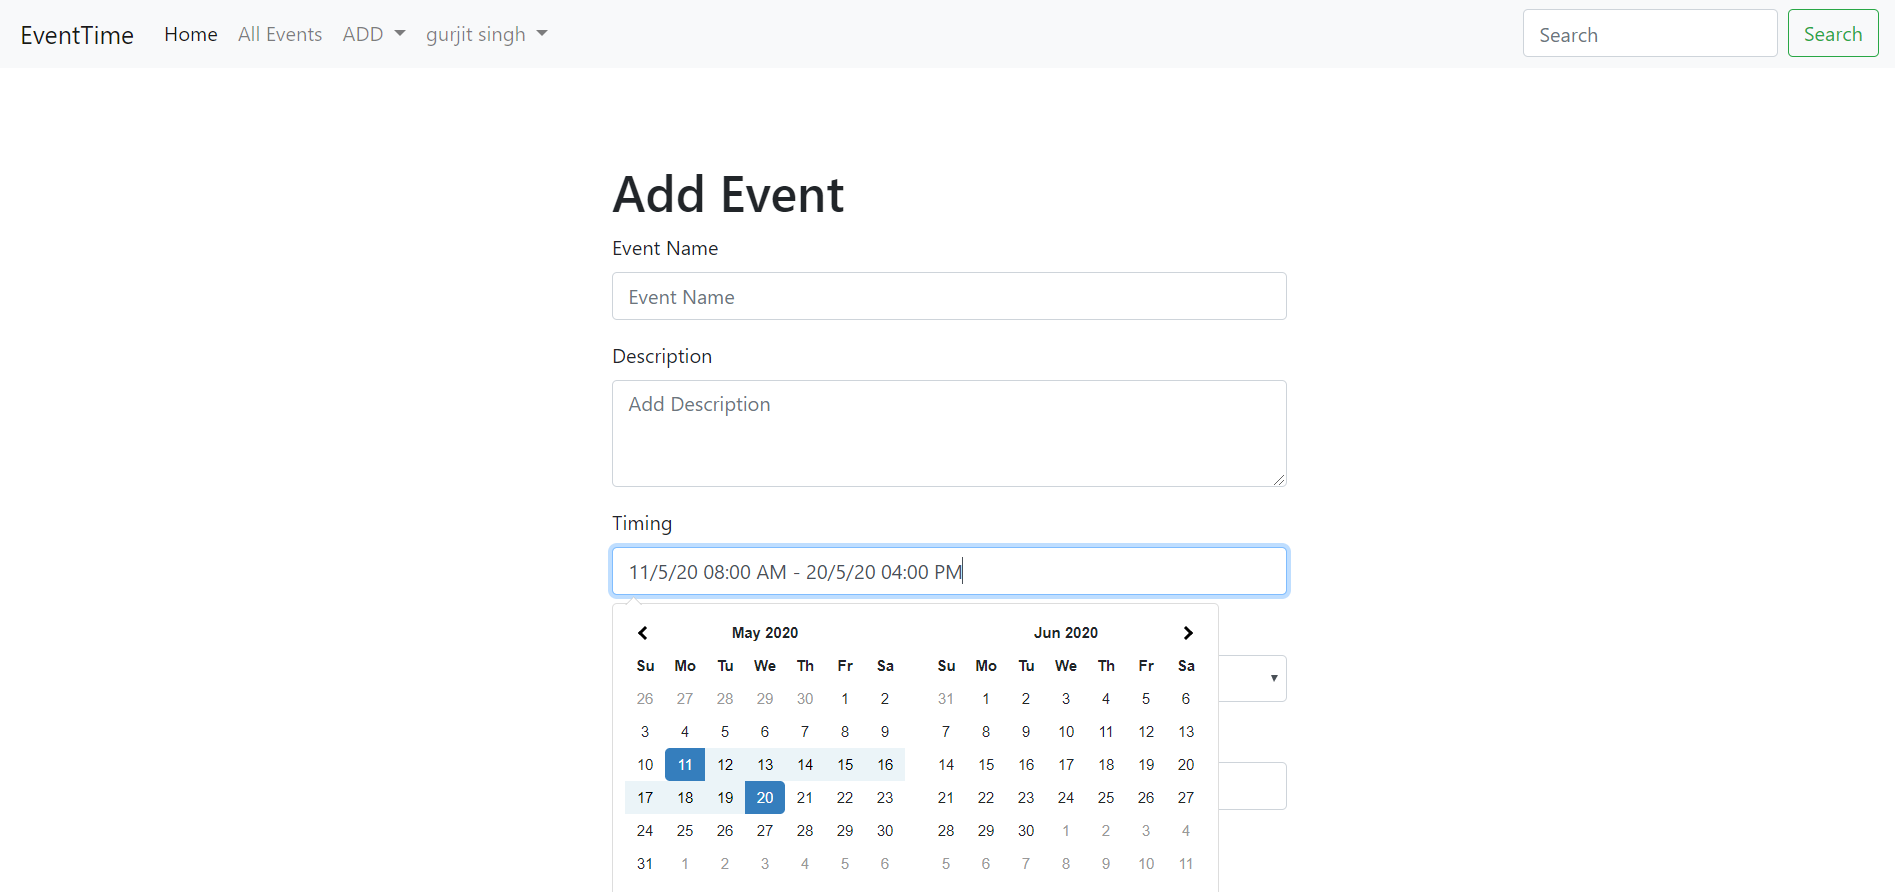 EventTime Home All Events ADD gurjit singh Search Search
Add Event
Event Name
Event Name
Description
Add Description
Timing
11/5/20 08:00 AM - 20/5/20 04:00 PM
May 2020 Jun 2020
Su Mo Tu We Th Fr Sa Su Mo Tu We Th Fr Sa
26 27 28 29 30 1 2 31 1 2 3 4 5 6
3 4 5 6 7 8 9 7 8 9 10 11 12 13
10 11 12 13 14 15 16 14 15 16 17 18 19 20
17 18 19 20 21 22 23 21 22 23 24 25 26 27
24 25 26 27 28 29 30 28 29 30 1 2 3 4
31 1 2 3 4 5 6 5 6 7 8 9 10 11